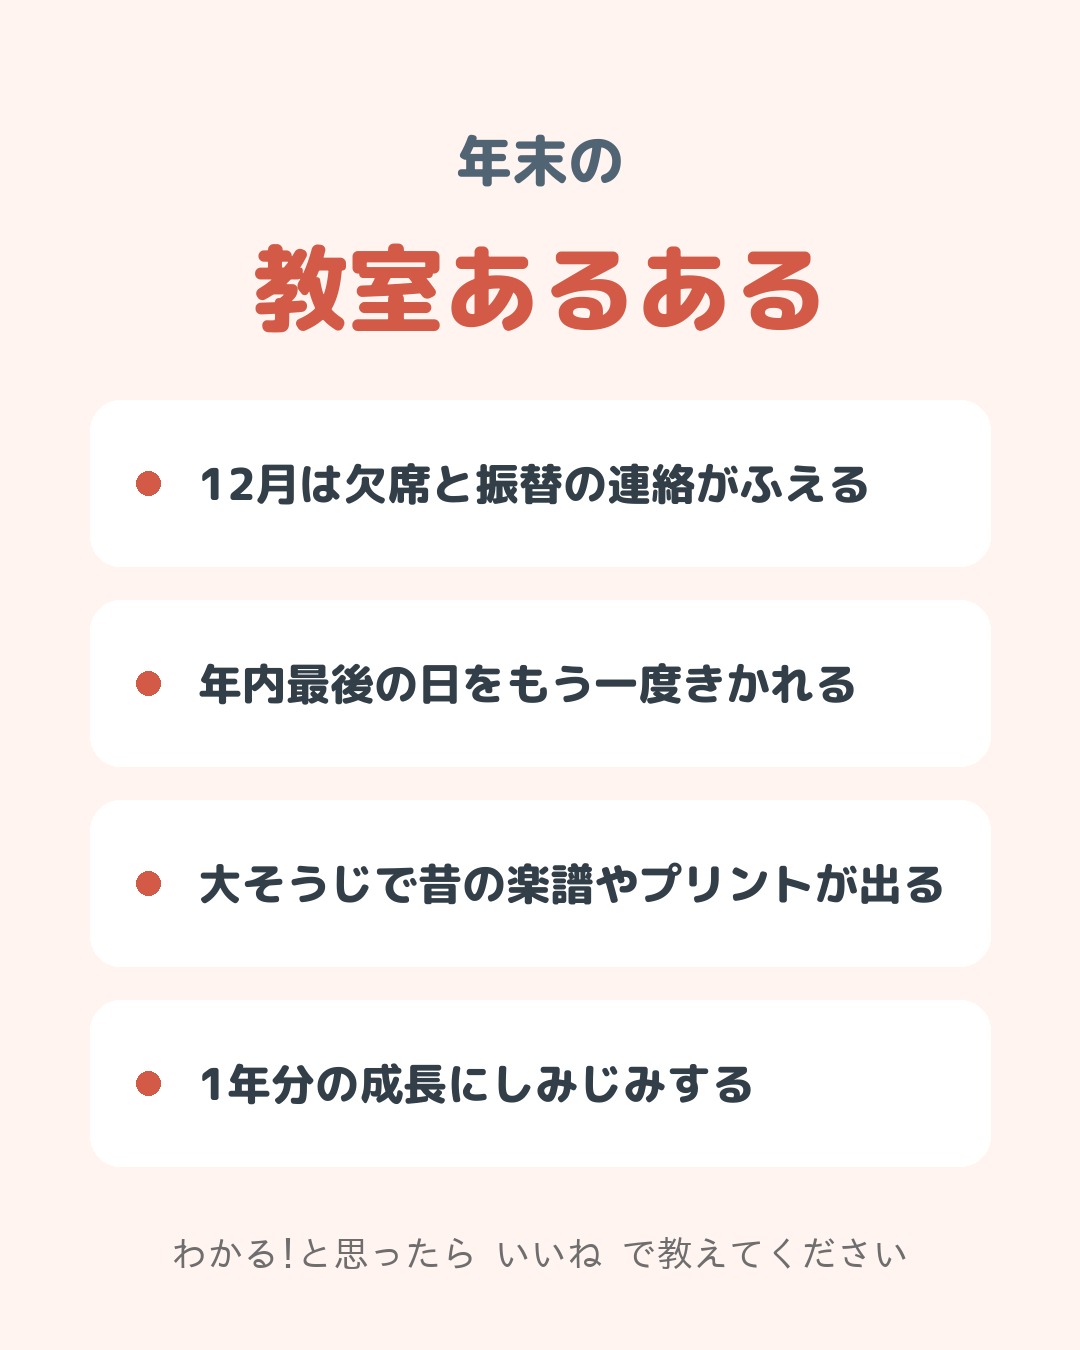 年末の
教室あるある
12月は欠席と振替の連絡がふえる
年内最後の日をもう一度きかれる
大そうじで昔の楽譜やプリントが出る
1年分の成長にしみじみする
わかる!と思ったら いいね で教えてください